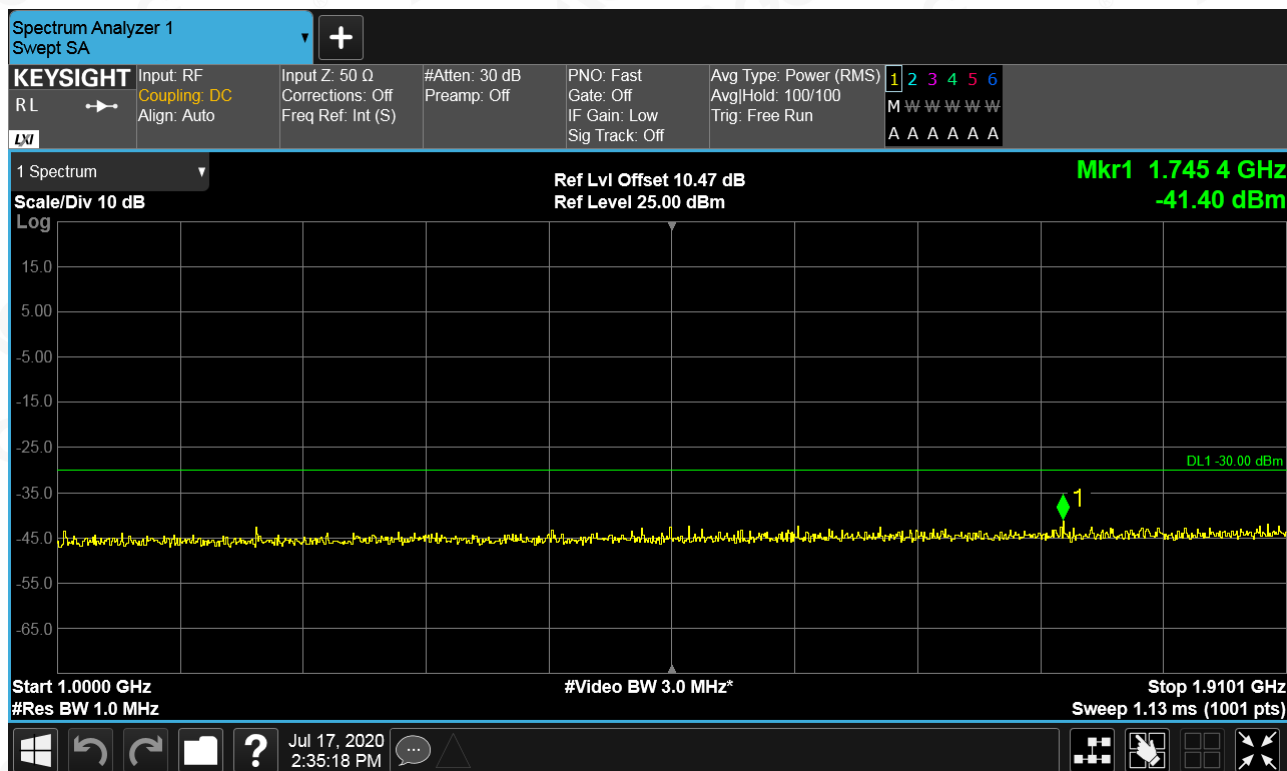 Spectrum Analyzer 1
Swept SA
KEYSIGHT
R L
LXI
Input: RF
Coupling: DC
Align: Auto
Input Z: 50 Ω
Corrections: Off
Freq Ref: Int (S)
#Atten: 30 dB
Preamp: Off
PNO: Fast
Gate: Off
IF Gain: Low
Sig Track: Off
Avg Type: Power (RMS)
Avg|Hold: 100/100
Trig: Free Run
1 2 3 4 5 6
M W W W W W
A A A A A A
1 Spectrum
Scale/Div 10 dB
Log
Ref Lvl Offset 10.47 dB
Ref Level 25.00 dBm
Mkr1 1.745 4 GHz
-41.40 dBm
15.0
5.00
-5.00
-15.0
-25.0
DL1 -30.00 dBm
-35.0
1
-45.0
-55.0
-65.0
Start 1.0000 GHz
#Res BW 1.0 MHz
#Video BW 3.0 MHz*
Stop 1.9101 GHz
Sweep 1.13 ms (1001 pts)
?
Jul 17, 2020
2:35:18 PM